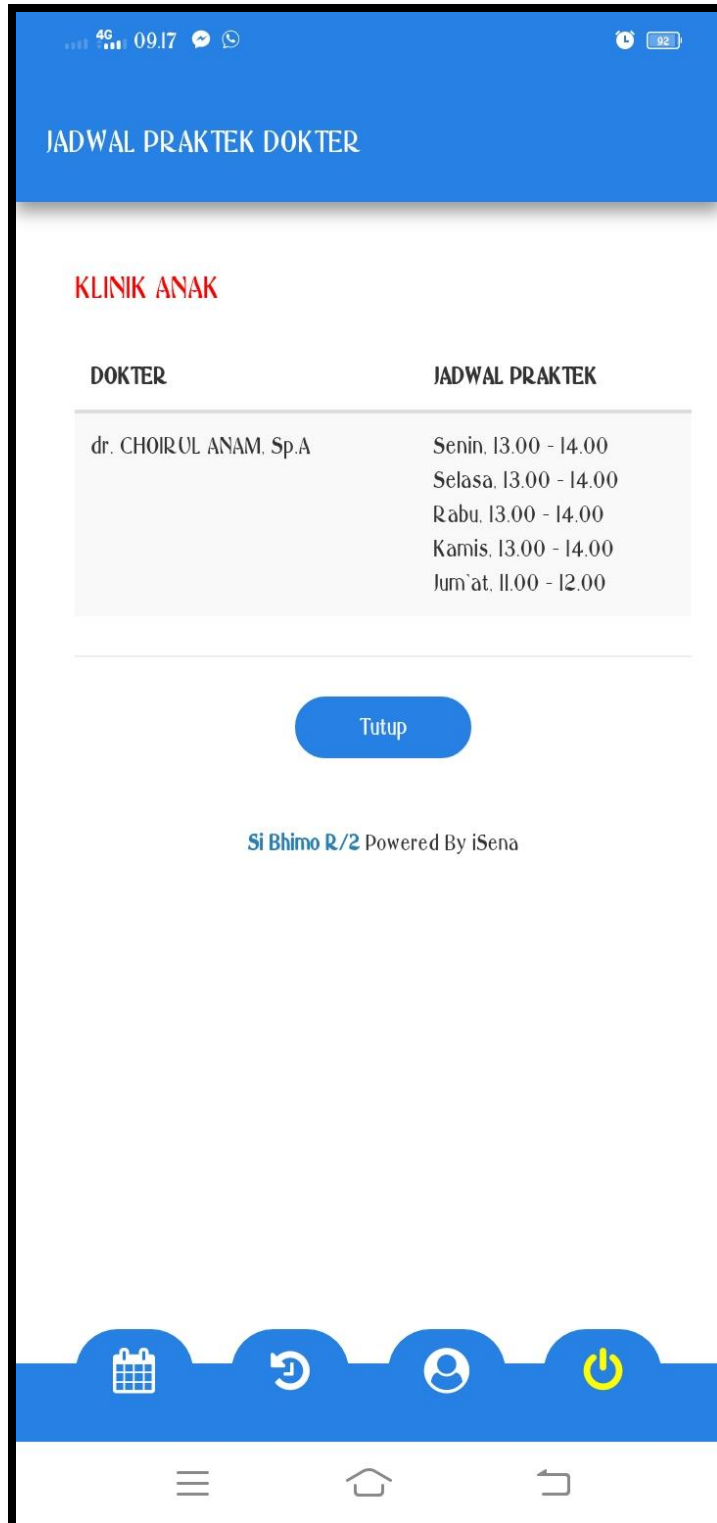 4G 09.17 92
JADWAL PRAKTEK DOKTER
KLINIK ANAK
DOKTER JADWAL PRAKTEK
dr. CHOIRUL ANAM, Sp.A Senin, 13.00 - 14.00
Selasa, 13.00 - 14.00
Rabu, 13.00 - 14.00
Kamis, 13.00 - 14.00
Jum`at, 11.00 - 12.00
Tutup
Si Bhimo R/2 Powered By iSena